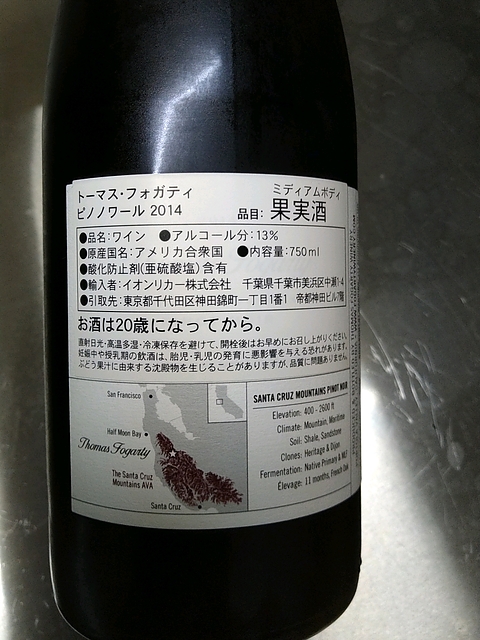 トーマス・フォガティ
ピノノワール 2014
ミディアムボディ
品目: 果実酒
●品名:ワイン ●アルコール分:13%
●原産国名:アメリカ合衆国 ●内容量:750ml
●酸化防止剤(亜硫酸塩)含有
●輸入者:イオンリカー株式会社 千葉県千葉市美浜区中瀬1-4
●引取先:東京都千代田区神田錦町一丁目1番1 帝都神田ビル7階
お酒は20歳になってから。
直射日光・高温多湿・冷凍保存を避けて、開栓後はお早めにお召し上がりください。
妊娠中や授乳期の飲酒は、胎児・乳児の発育に悪影響を与える恐れがあります。
ぶどう果汁に由来する沈殿物を生じることがありますが、品質に問題ありません。
San Francisco
Half Moon Bay
Thomas Fogarty
The Santa Cruz
Mountains AVA
Santa Cruz
SANTA CRUZ MOUNTAINS PINOT NOIR
Elevation: 400 - 2600 ft
Climate: Mountain, Maritime
Soil: Shale, Sandstone
Clones: Heritage & Dijon
Fermentation: Native Primary & MLF
Élevage: 11 months, French Oak